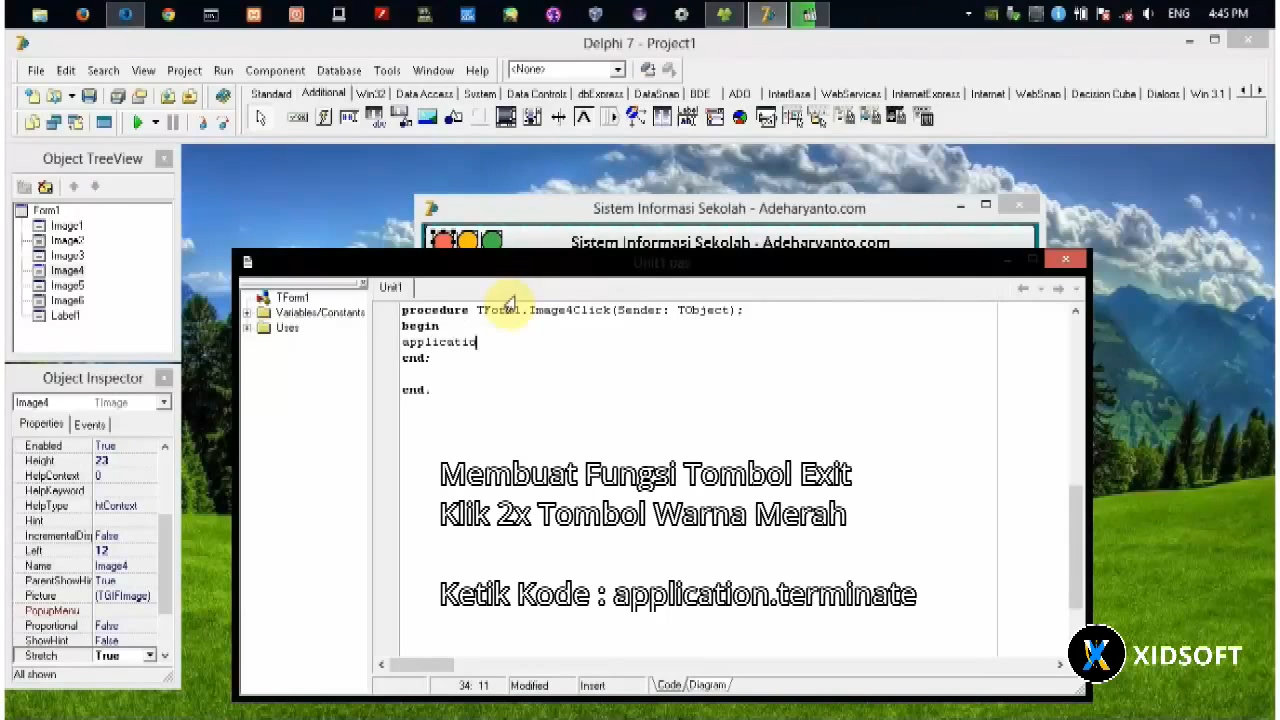 ENG
4:45 PM
Delphi 7 - Project1
File Edit Search View Project Run Component Database Tools Window Help
<None>
Standard Additional Win32 Data Access System Data Controls dbExpress DataSnap BDE ADO InterBase WebServices InternetExpress Internet WebSnap Decision Cube Dialogs Win 3.1
Object TreeView
Form1
Image1
Image2
Image3
Image4
Image5
Image6
Label1
Sistem Informasi Sekolah - Adeharyanto.com
Sistem Informasi Sekolah - Adeharyanto.com
Unit1.pas
Unit1
TForm1
Variables/Constants
Uses
procedure TForm1.Image4Click(Sender: TObject);
begin
applicatio
end;
end.
Object Inspector
Image4 TImage
Properties Events
Enabled True
Height 23
HelpContext 0
HelpKeyword
HelpType htContext
Hint
IncrementalDis False
Left 12
Name Image4
ParentShowHi True
Picture (TGIFImage)
PopupMenu
Proportional False
ShowHint False
Stretch True
All shown
Membuat Fungsi Tombol Exit
Klik 2x Tombol Warna Merah
Ketik Kode : application.terminate
34: 11 Modified Insert Code Diagram
XIDSOFT